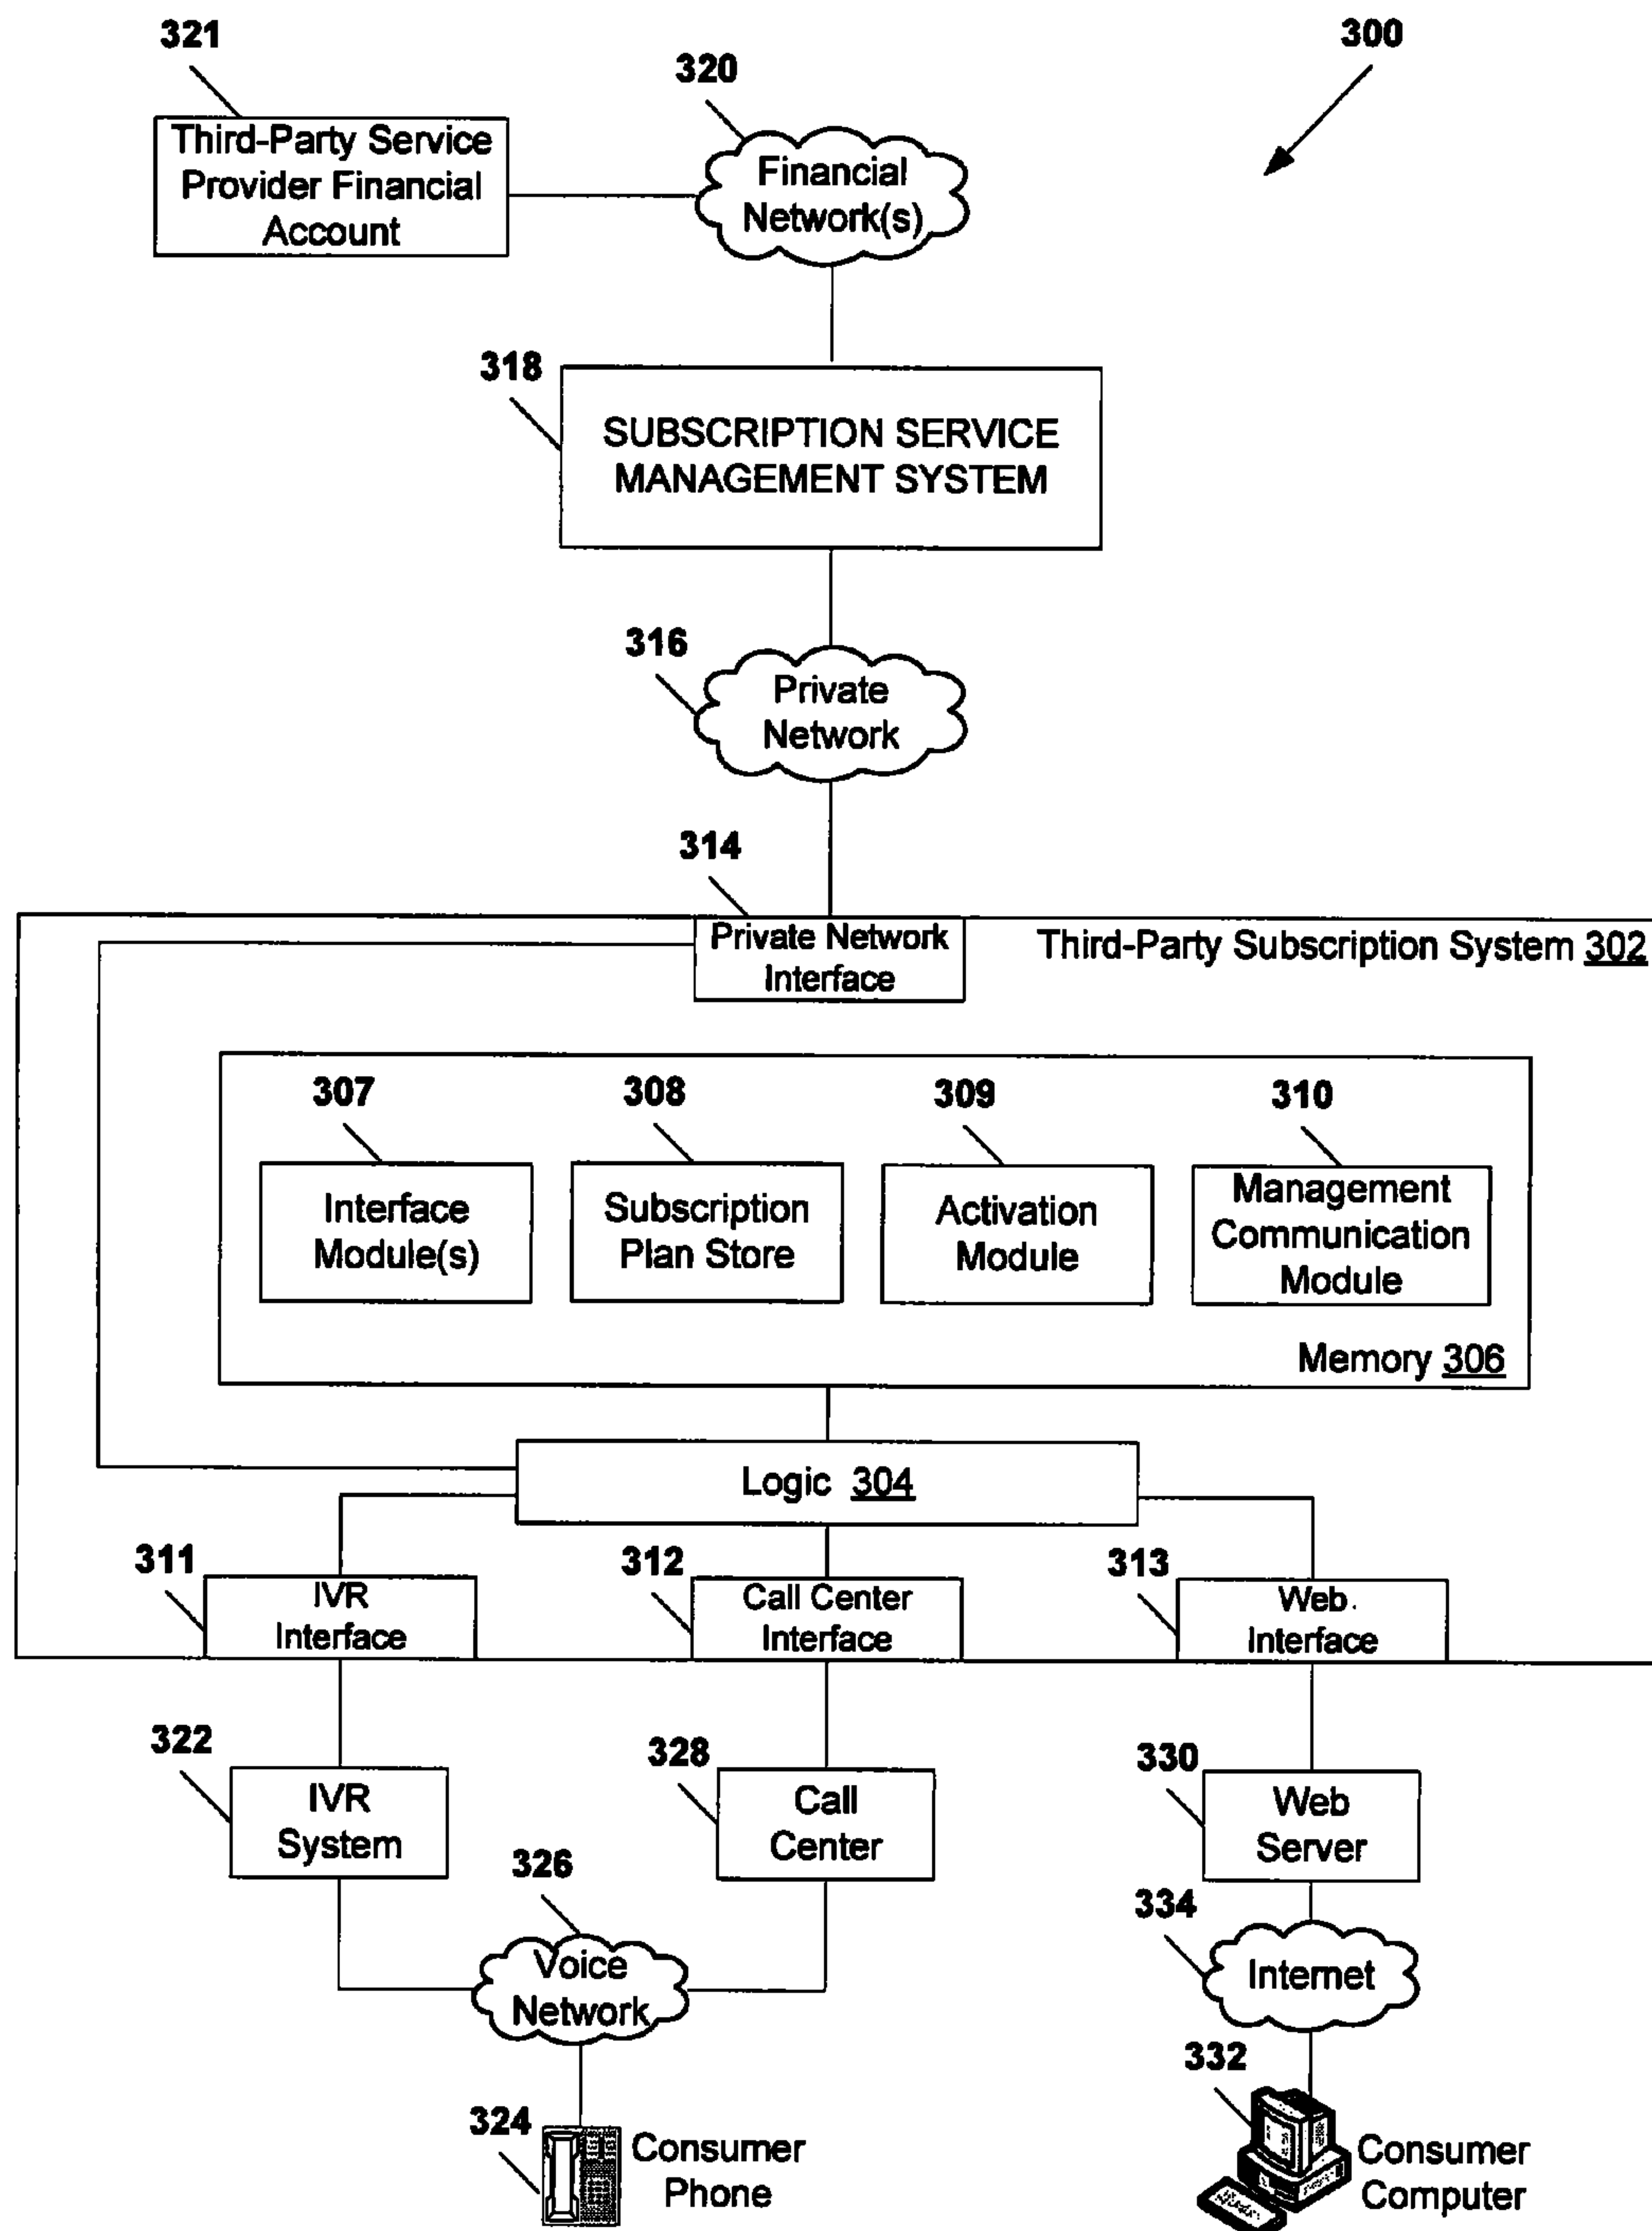 321
300
320
Third-Party Service
Provider Financial
Account
Financial
Network(s)
318
SUBSCRIPTION SERVICE
MANAGEMENT SYSTEM
316
Private
Network
314
Private Network
Interface
Third-Party Subscription System 302
307
308
309
310
Interface
Module(s)
Subscription
Plan Store
Activation
Module
Management
Communication
Module
Memory 306
Logic 304
311
IVR
Interface
312
Call Center
Interface
313
Web
Interface
322
IVR
System
328
Call
Center
330
Web
Server
326
Voice
Network
334
Internet
324
Consumer
Phone
332
Consumer
Computer